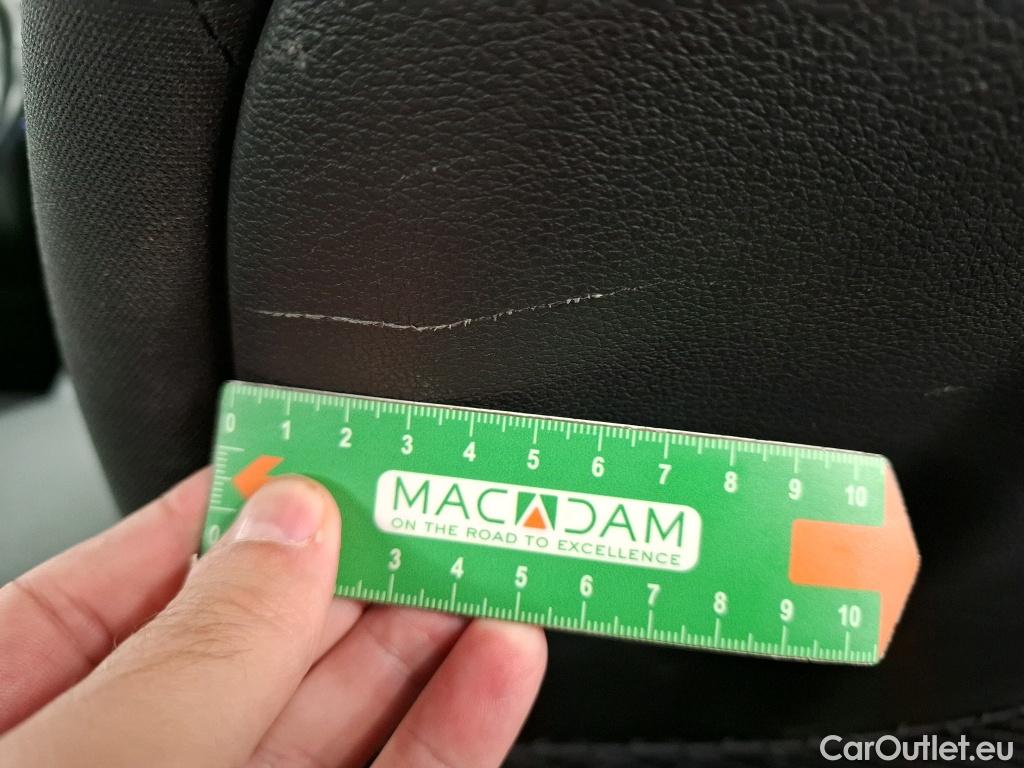 0 1 2 3 4 5 6 7 8 9 10
MACADAM
ON THE ROAD TO EXCELLENCE
0 3 4 5 6 7 8 9 10
CarOutlet.eu